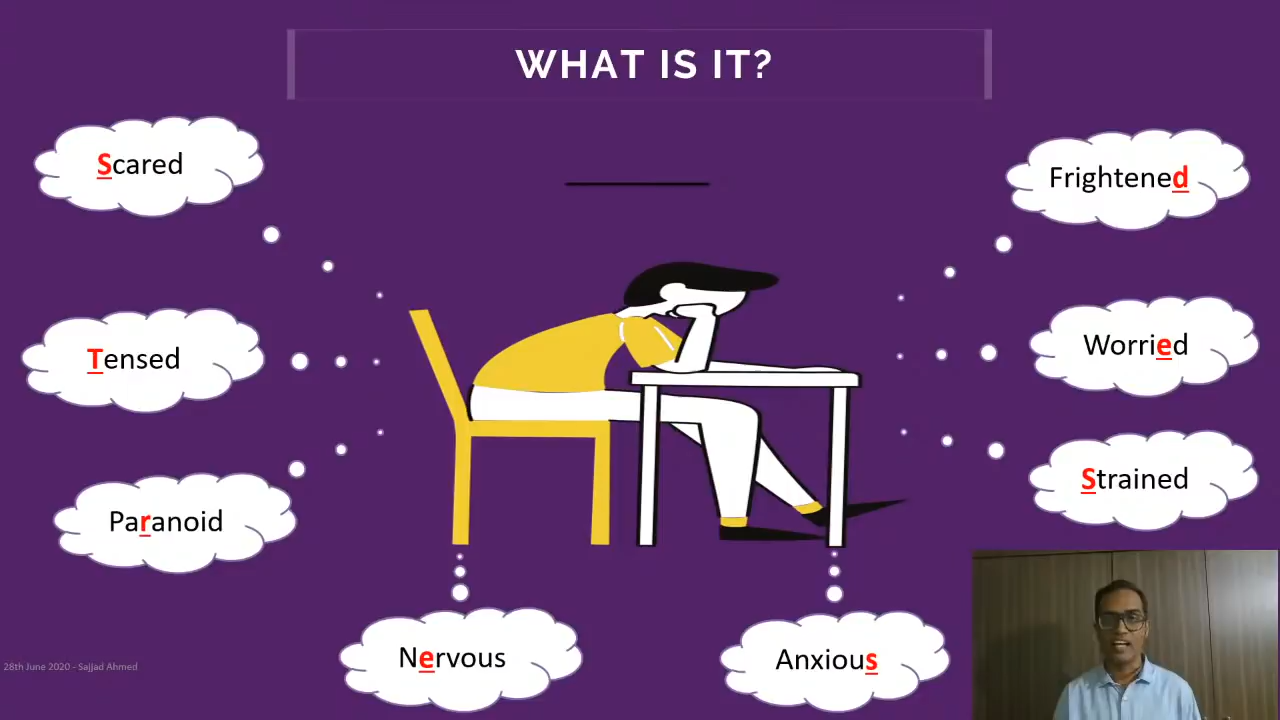 WHAT IS IT?
Scared
Tensed
Paranoid
Nervous
Anxious
Strained
Worried
Frightened
28th June 2020 - Sajjad Ahmed